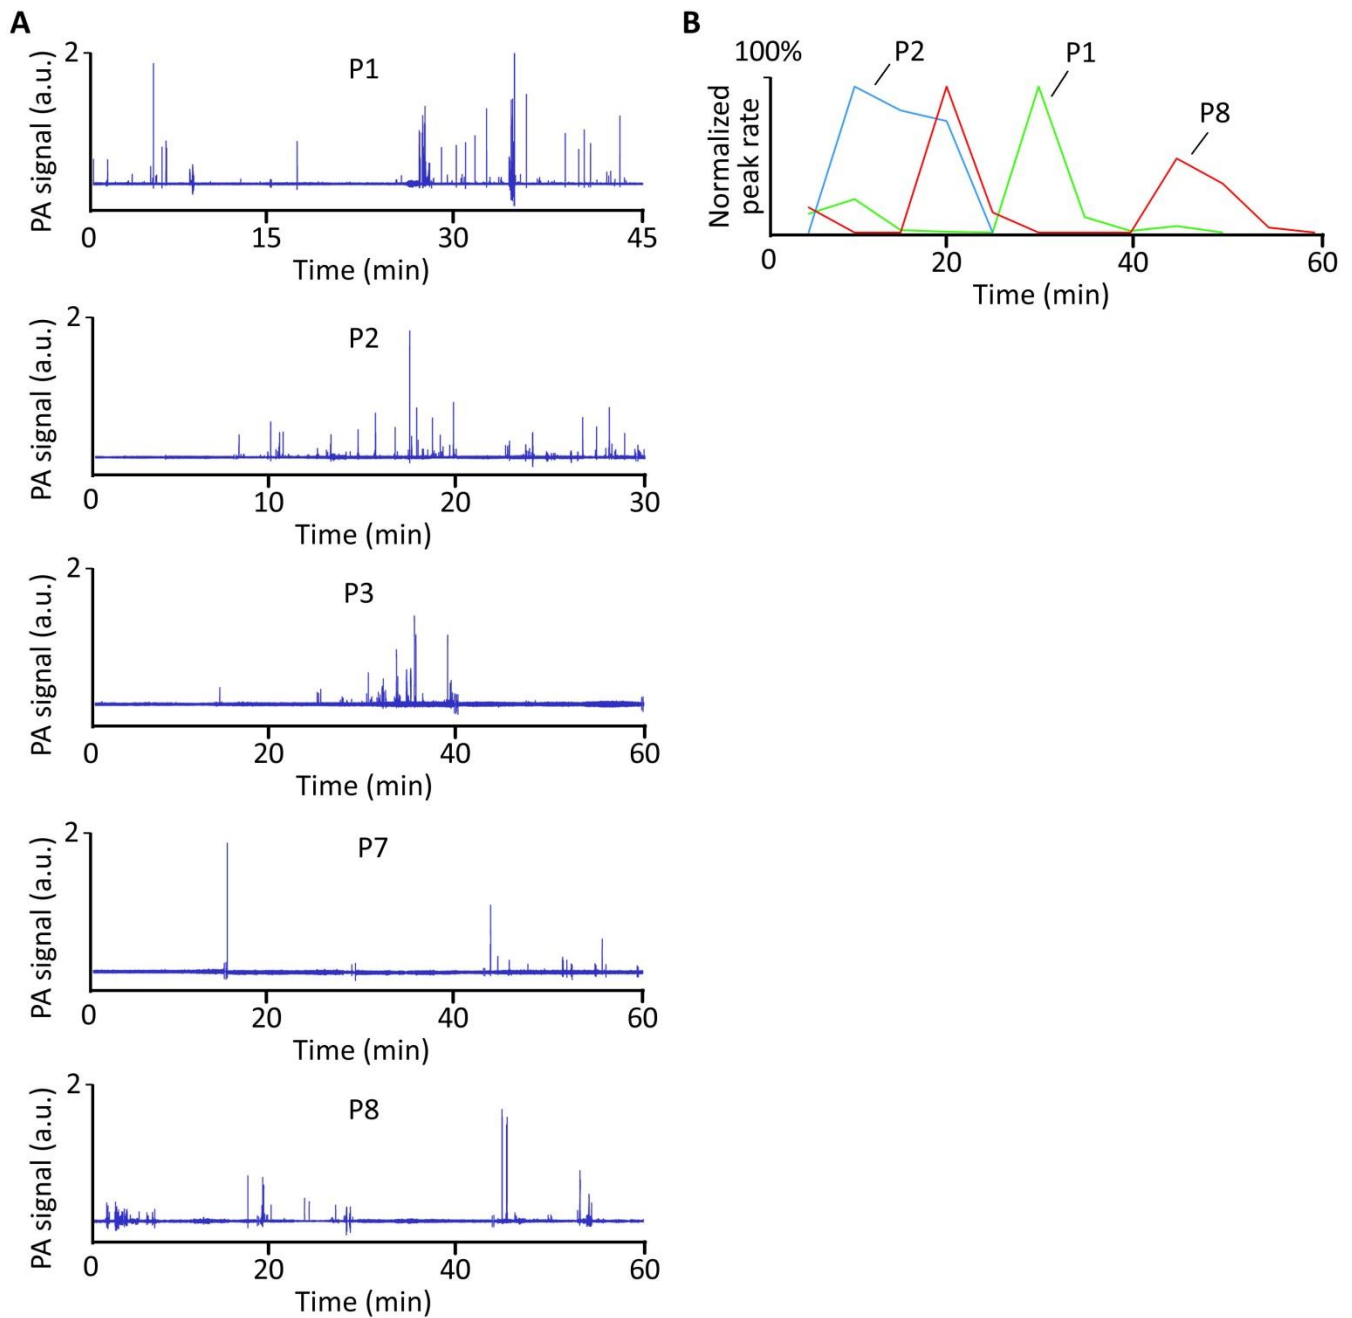 A
PA signal (a.u.)
2
P1
0 15 30 45
Time (min)
PA signal (a.u.)
2
P2
0 10 20 30
Time (min)
PA signal (a.u.)
2
P3
0 20 40 60
Time (min)
PA signal (a.u.)
2
P7
0 20 40 60
Time (min)
PA signal (a.u.)
2
P8
0 20 40 60
Time (min)
B
100%
Normalized
peak rate
P2
P1
P8
0 20 40 60
Time (min)